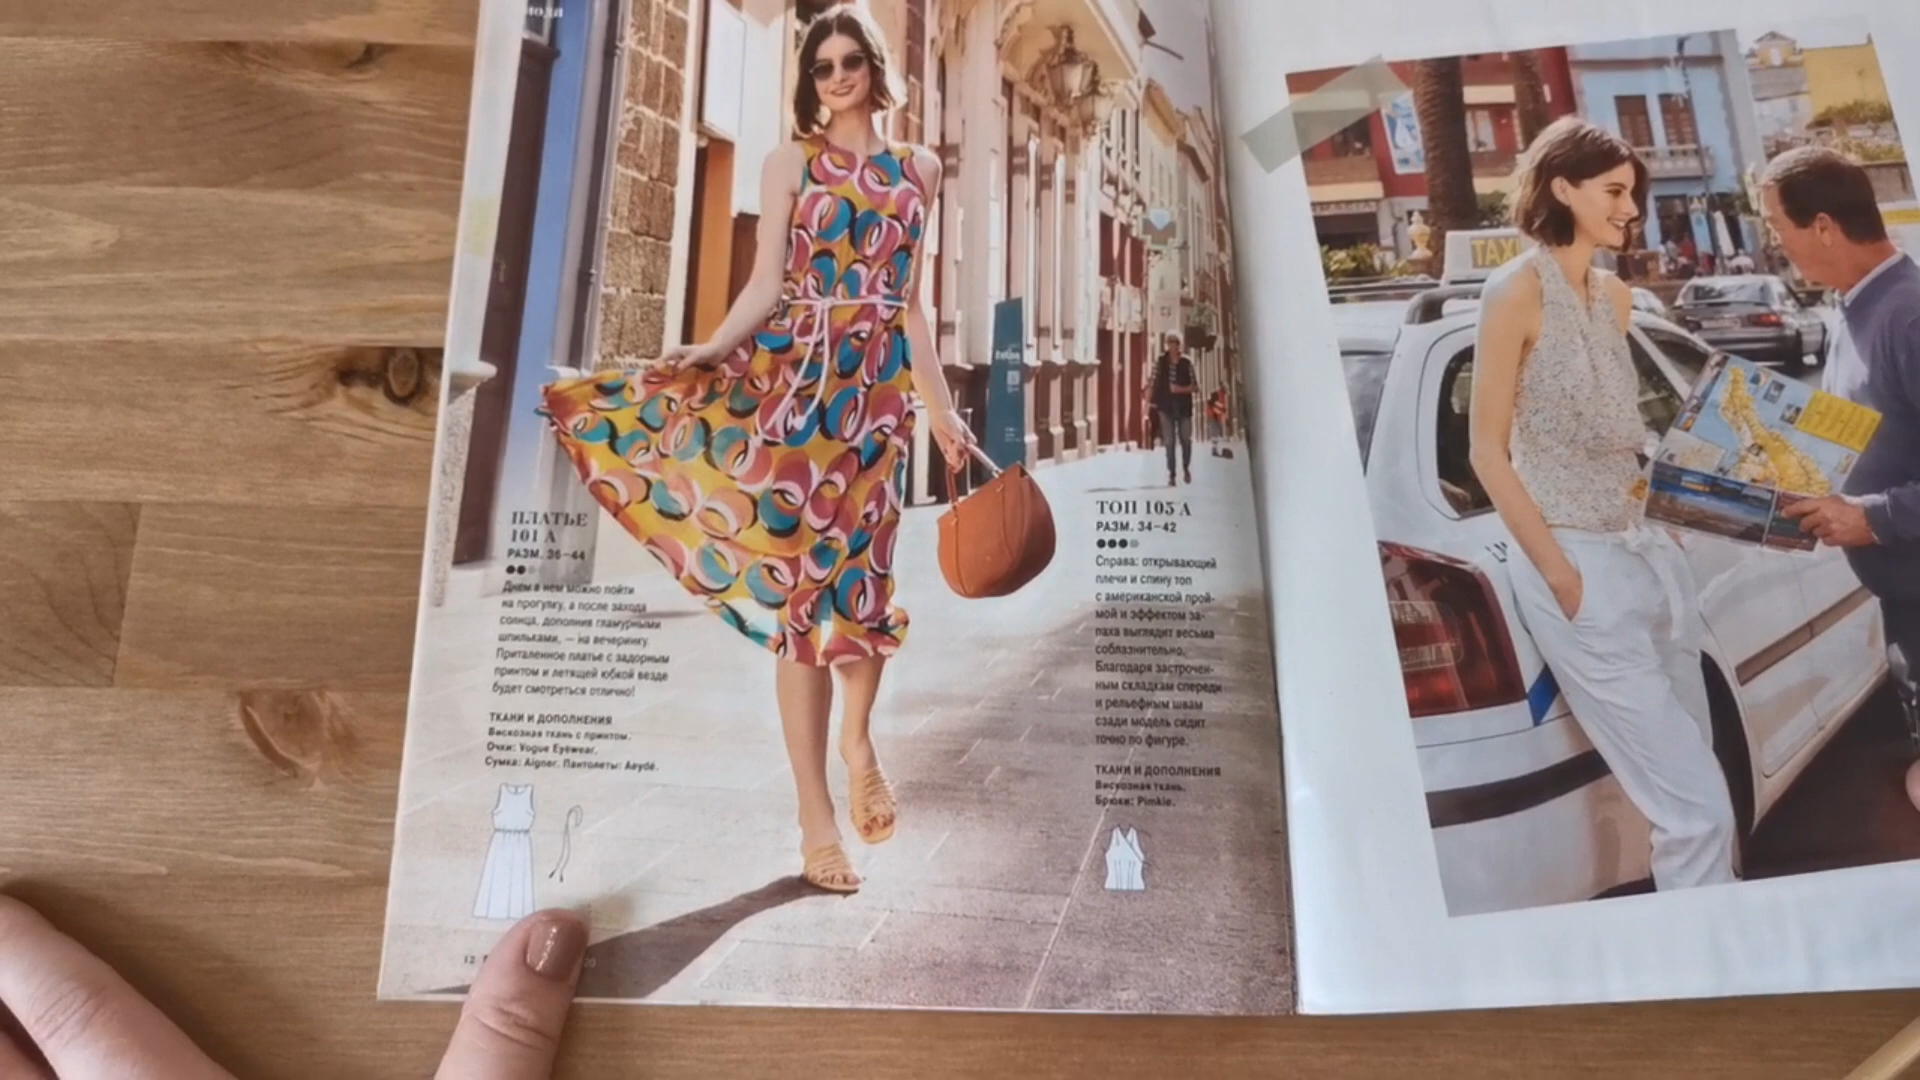 ПЛАТЬЕ
101 А
РАЗМ. 36–44
Днем в нем можно пойти
на прогулку, а после захода
солнца, дополнив гламурными
шпильками, — на вечеринку.
Приталенное платье с задорным
принтом и летящей юбкой везде
будет смотреться отлично!
ТКАНИ И ДОПОЛНЕНИЯ
Вискозная ткань с принтом.
Очки: Vogue Eyewear.
Сумка: Aigner. Пантолеты: Aeydé.
12
ТОП 105 А
РАЗМ. 34–42
Справа: открывающий
плечи и спину топ
с американской прой-
мой и эффектом за-
паха выглядит весьма
соблазнительно.
Благодаря застрочен-
ным складкам спереди
и рельефным швам
сзади модель сидит
точно по фигуре.
ТКАНИ И ДОПОЛНЕНИЯ
Вискозная ткань.
Брюки: Pimkie.
TAXI